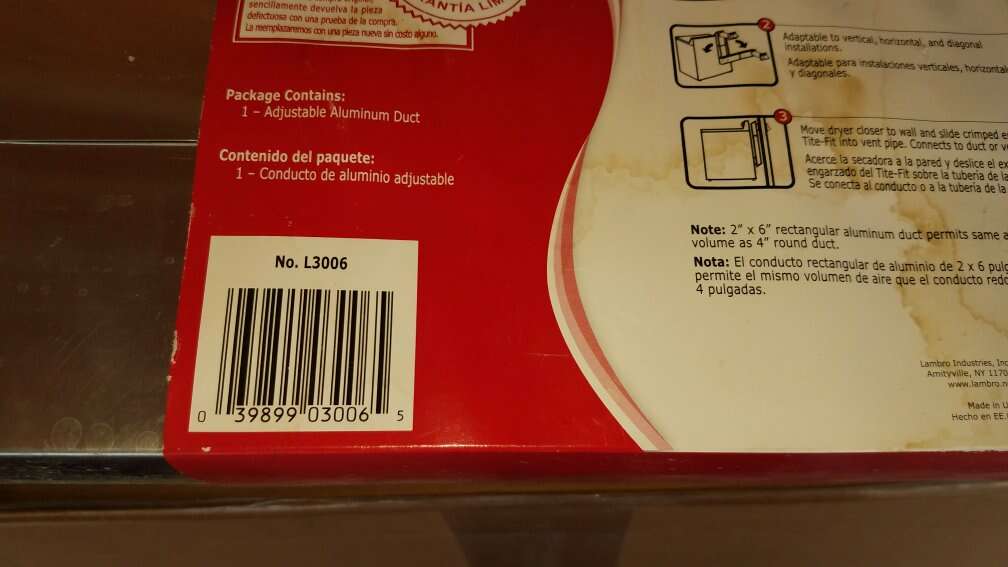 sencillamente devuelva la pieza
defectuosa con una prueba de la compra.
La reemplazaremos con una pieza nueva sin costo alguno.
Package Contains:
1 – Adjustable Aluminum Duct
Contenido del paquete:
1 – Conducto de aluminio adjustable
No. L3006
0 39899 03006 5
2
Adaptable to vertical, horizontal, and diagonal
installations.
Adaptable para instalaciones verticales, horizontal
y diagonales.
3
Move dryer closer to wall and slide crimped e
Tite-Fit into vent pipe. Connects to duct or v
Acerce la secadora a la pared y deslice el ex
engarzado del Tite-Fit sobre la tubería de la
Se conecta al conducto o a la tubería de la
Note: 2" x 6" rectangular aluminum duct permits same a
volume as 4" round duct.
Nota: El conducto rectangular de aluminio de 2 x 6 pulg
permite el mismo volumen de aire que el conducto redo
4 pulgadas.
Lambro Industries, Inc
Amityville, NY 1170
www.lambro.n
Made in U
Hecho en EE.